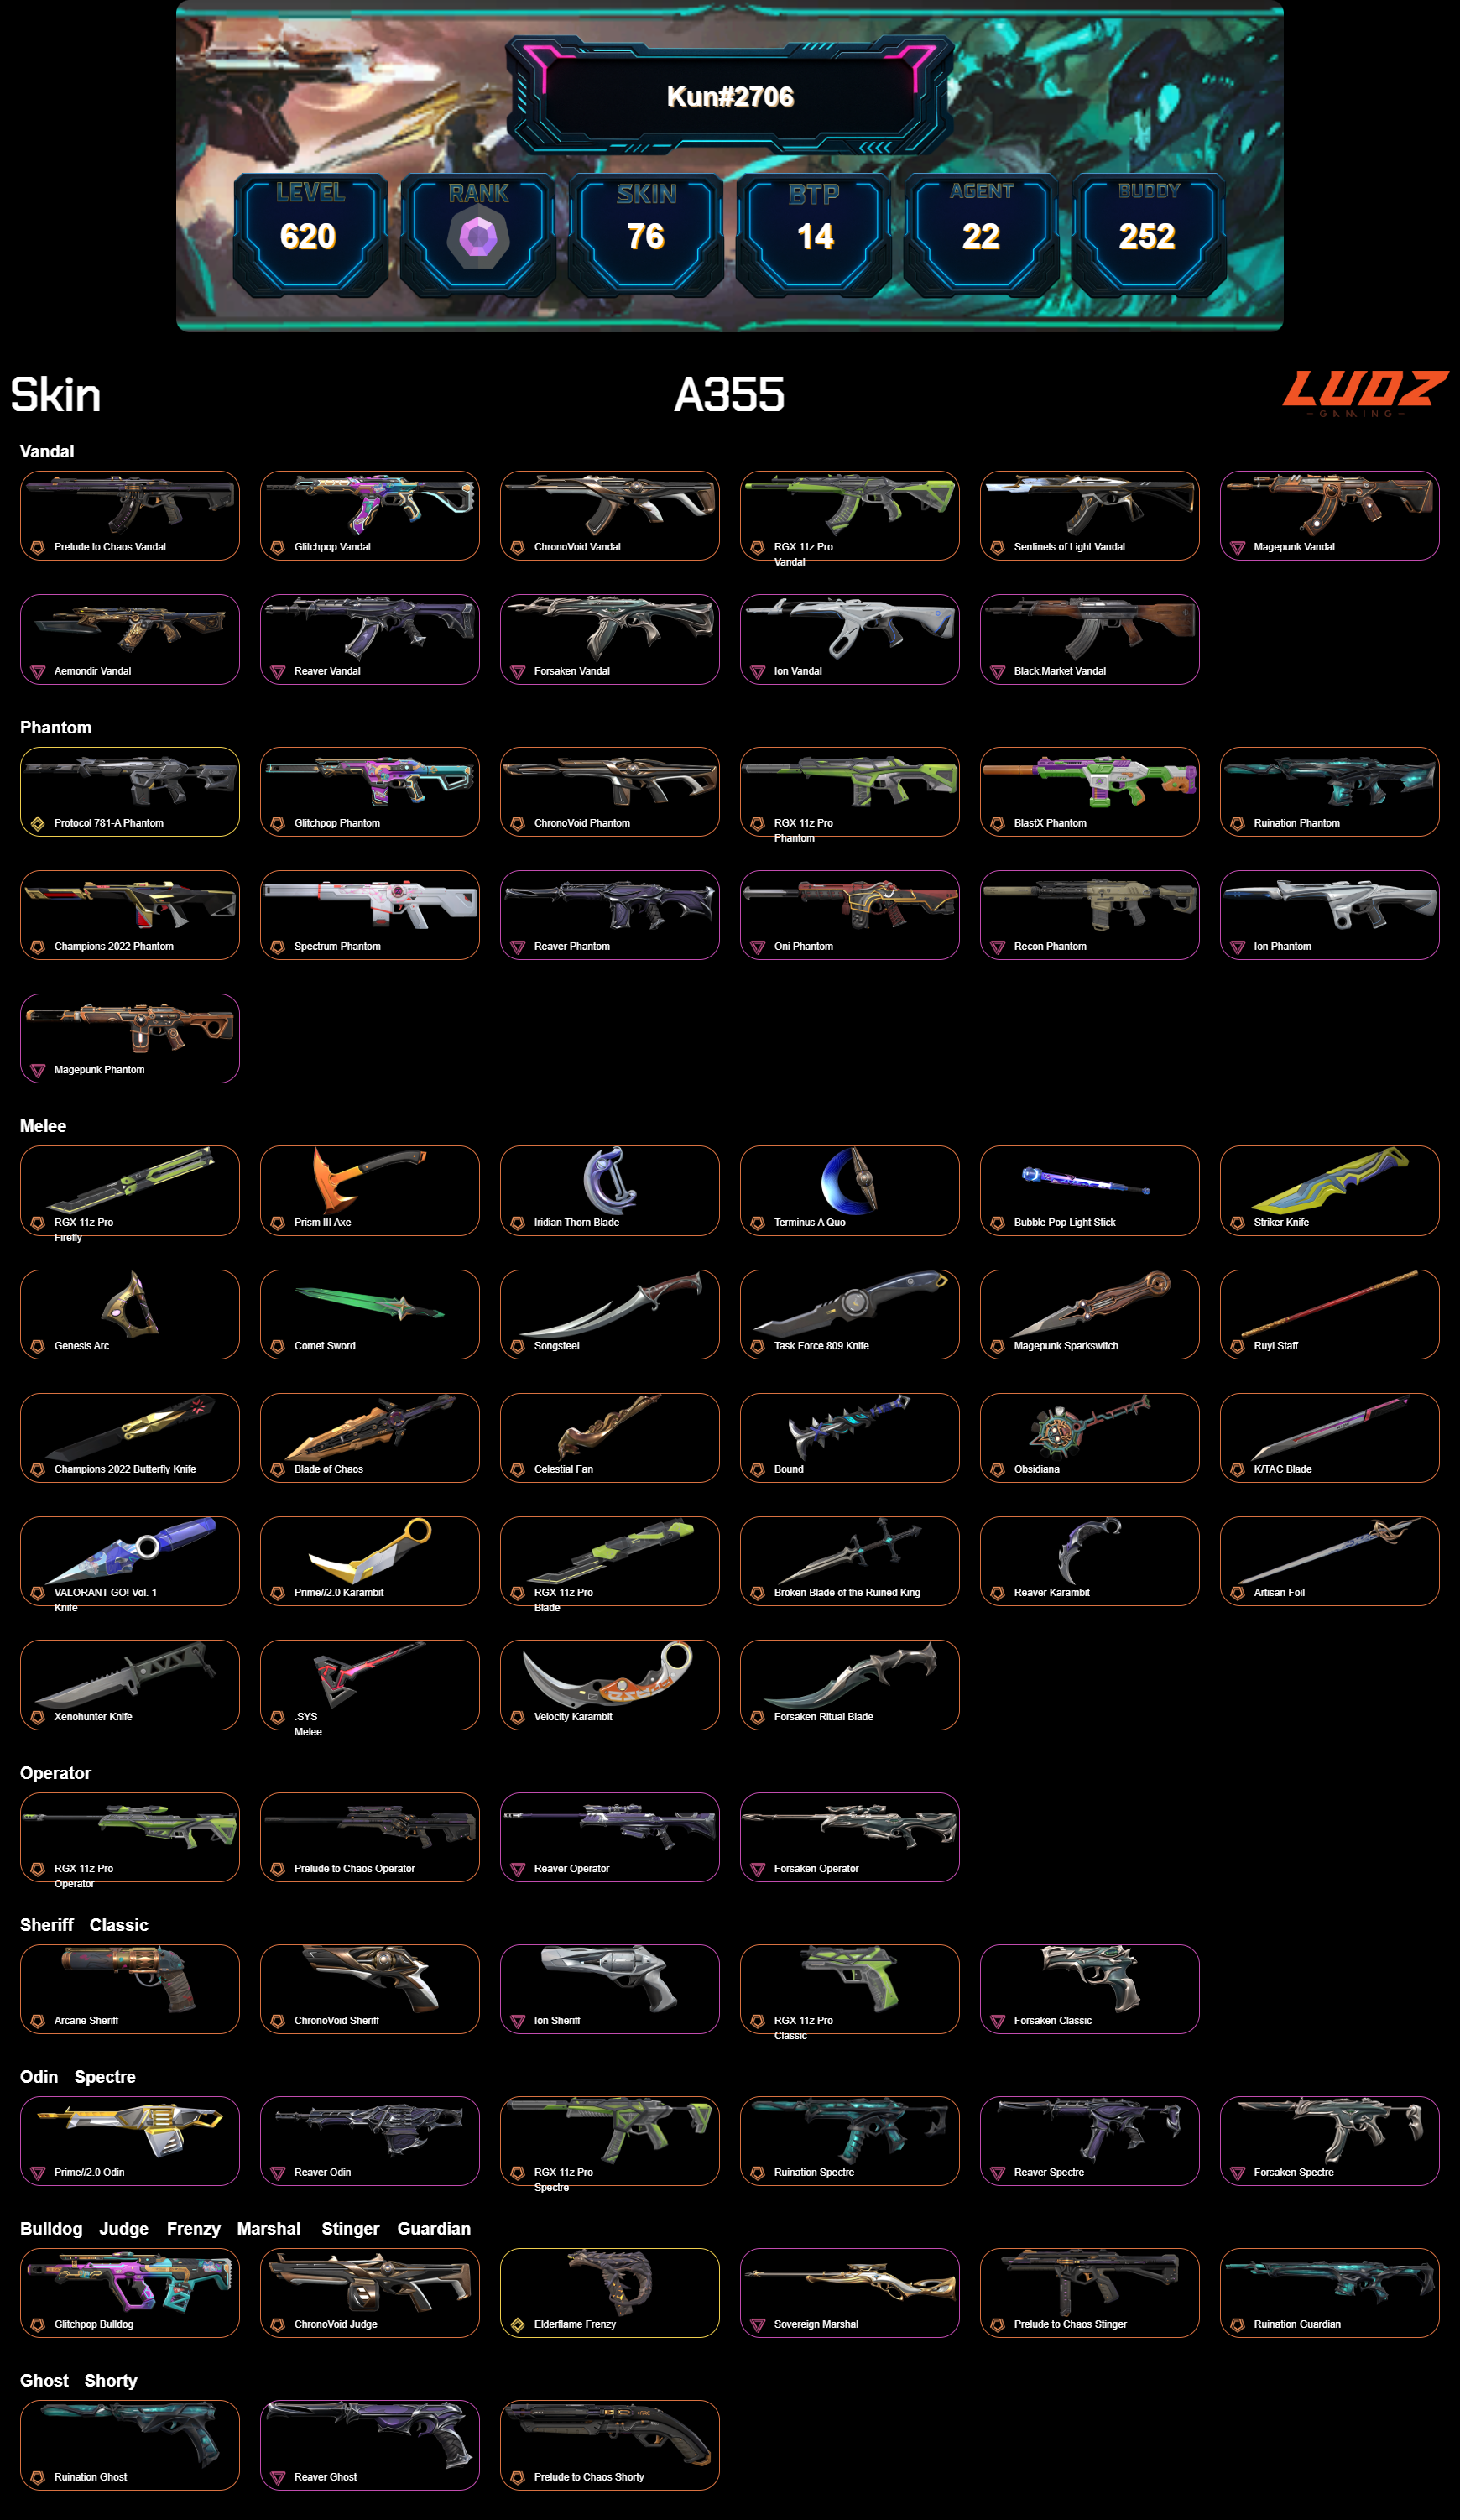 Kun#2706
LEVEL RANK SKIN BTP AGENT BUDDY
620 76 14 22 252
Skin A355 LUOZ
-GAMING-
Vandal
Prelude to Chaos Vandal
Glitchpop Vandal
ChronoVoid Vandal
RGX 11z Pro
Vandal
Sentinels of Light Vandal
Magepunk Vandal
Aemondir Vandal
Reaver Vandal
Forsaken Vandal
Ion Vandal
Black.Market Vandal
Phantom
Protocol 781-A Phantom
Glitchpop Phantom
ChronoVoid Phantom
RGX 11z Pro
Phantom
BlastX Phantom
Ruination Phantom
Champions 2022 Phantom
Spectrum Phantom
Reaver Phantom
Oni Phantom
Recon Phantom
Ion Phantom
Magepunk Phantom
Melee
RGX 11z Pro
Firefly
Prism III Axe
Iridian Thorn Blade
Terminus A Quo
Bubble Pop Light Stick
Striker Knife
Genesis Arc
Comet Sword
Songsteel
Task Force 809 Knife
Magepunk Sparkswitch
Ruyi Staff
Champions 2022 Butterfly Knife
Blade of Chaos
Celestial Fan
Bound
Obsidiana
K/TAC Blade
VALORANT GO! Vol. 1
Knife
Prime//2.0 Karambit
RGX 11z Pro
Blade
Broken Blade of the Ruined King
Reaver Karambit
Artisan Foil
Xenohunter Knife
.SYS
Melee
Velocity Karambit
Forsaken Ritual Blade
Operator
RGX 11z Pro
Operator
Prelude to Chaos Operator
Reaver Operator
Forsaken Operator
Sheriff Classic
Arcane Sheriff
ChronoVoid Sheriff
Ion Sheriff
RGX 11z Pro
Classic
Forsaken Classic
Odin Spectre
Prime//2.0 Odin
Reaver Odin
RGX 11z Pro
Spectre
Ruination Spectre
Reaver Spectre
Forsaken Spectre
Bulldog Judge Frenzy Marshal Stinger Guardian
Glitchpop Bulldog
ChronoVoid Judge
Elderflame Frenzy
Sovereign Marshal
Prelude to Chaos Stinger
Ruination Guardian
Ghost Shorty
Ruination Ghost
Reaver Ghost
Prelude to Chaos Shorty